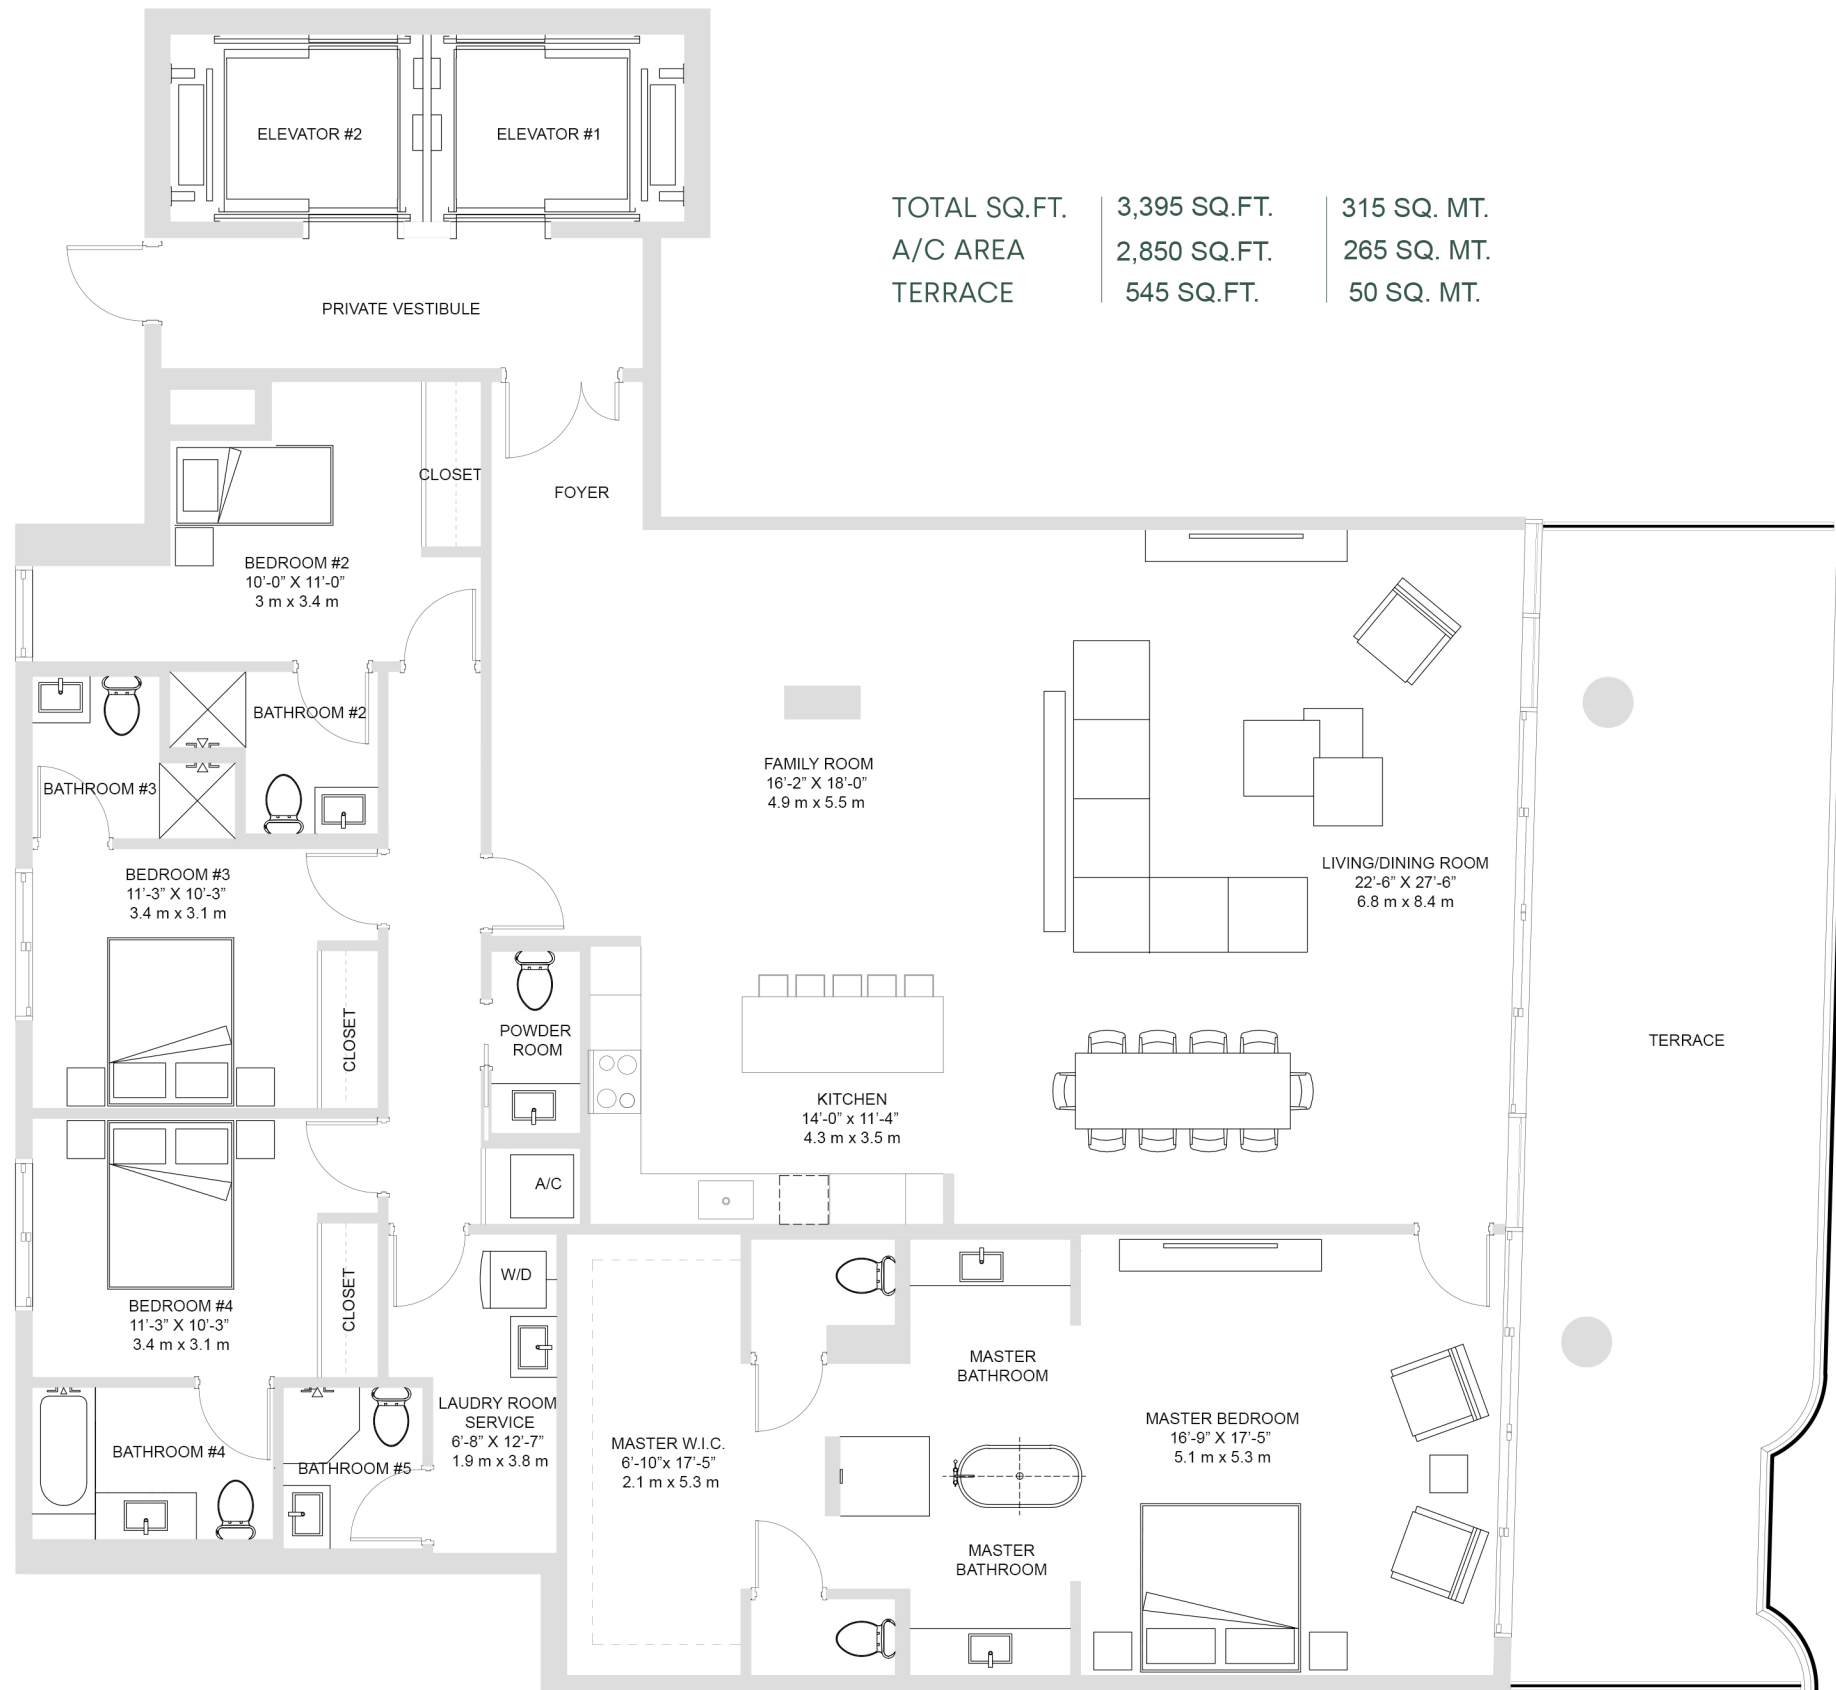 ELEVATOR #2
ELEVATOR #1
TOTAL SQ.FT. 3,395 SQ.FT. 315 SQ. MT.
A/C AREA 2,850 SQ.FT. 265 SQ. MT.
TERRACE 545 SQ.FT. 50 SQ. MT.
PRIVATE VESTIBULE
CLOSET
FOYER
BEDROOM #2
10'-0” X 11'-0”
3 m x 3.4 m
BATHROOM #2
BATHROOM #3
FAMILY ROOM
16'-2” X 18'-0”
4.9 m x 5.5 m
LIVING/DINING ROOM
22'-6” X 27'-6”
6.8 m x 8.4 m
BEDROOM #3
11'-3” X 10'-3”
3.4 m x 3.1 m
CLOSET
POWDER
ROOM
TERRACE
KITCHEN
14'-0” x 11'-4”
4.3 m x 3.5 m
A/C
W/D
BEDROOM #4
11'-3” X 10'-3”
3.4 m x 3.1 m
CLOSET
MASTER
BATHROOM
LAUDRY ROOM
SERVICE
6'-8” X 12'-7”
1.9 m x 3.8 m
MASTER W.I.C.
6'-10”x 17'-5”
2.1 m x 5.3 m
MASTER BEDROOM
16'-9” X 17'-5”
5.1 m x 5.3 m
BATHROOM #4
BATHROOM #5
MASTER
BATHROOM